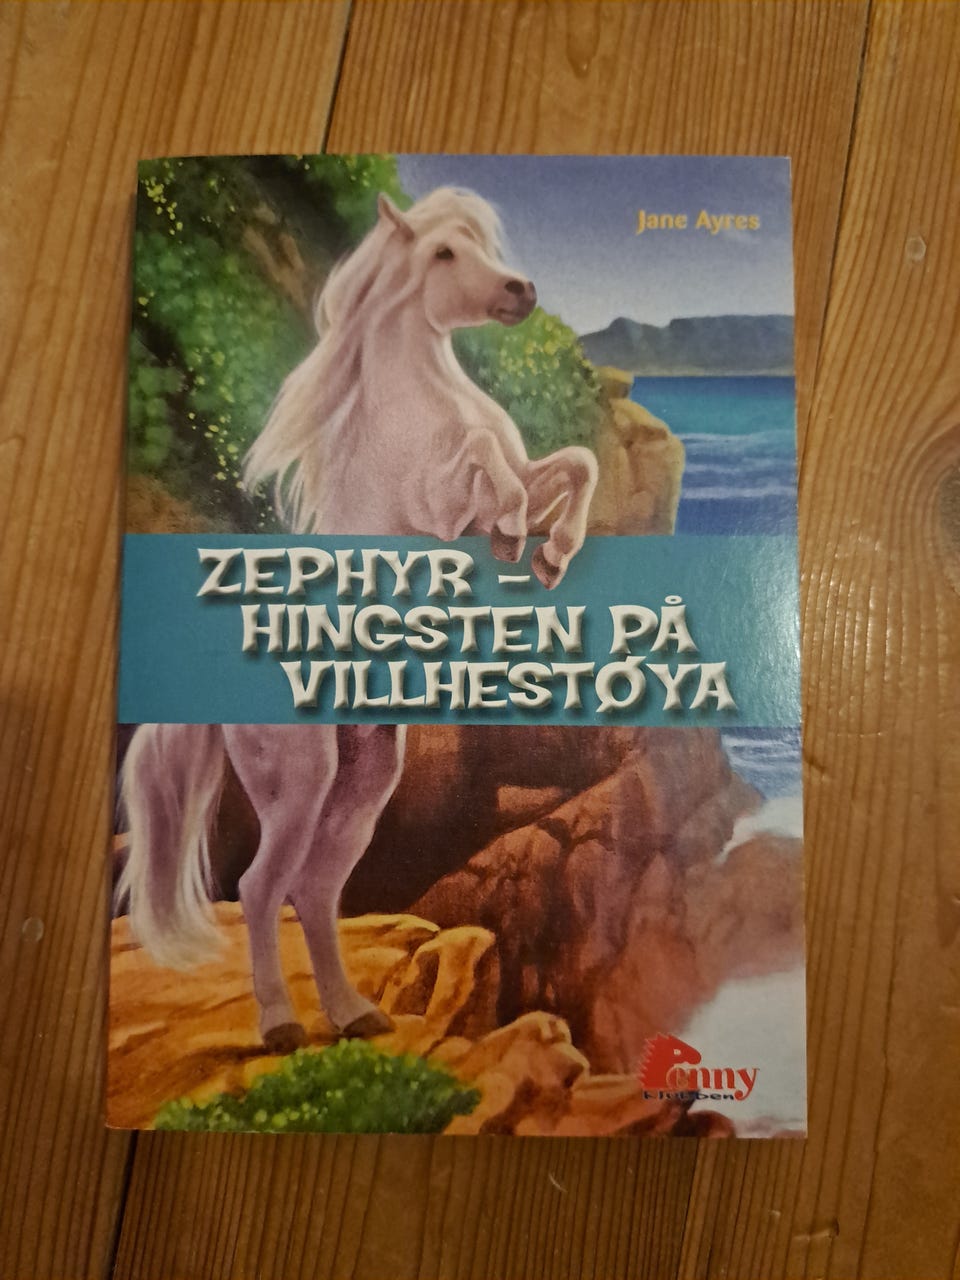 Jane Ayres
ZEPHYR –
HINGSTEN PÅ
VILLHESTØYA
Penny
klubben